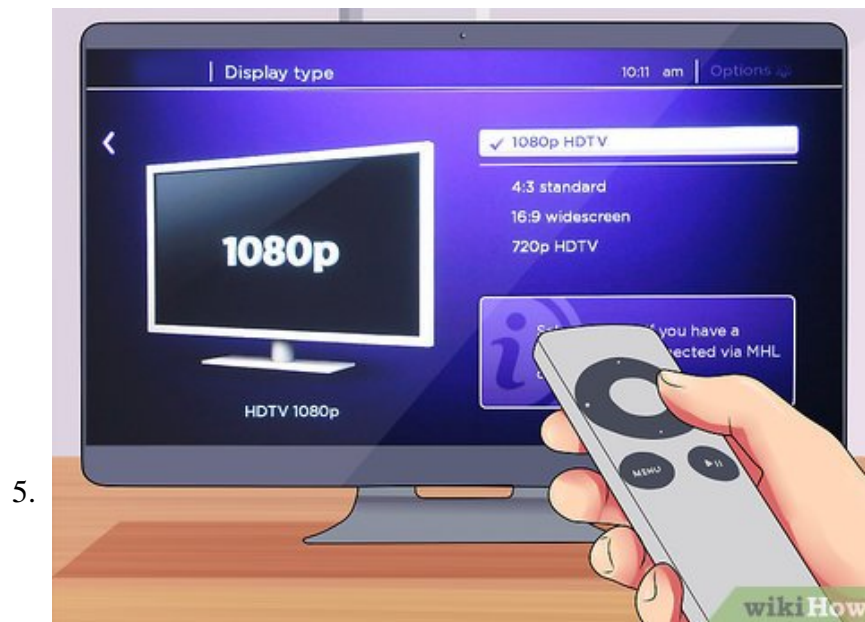 Display type
10:11 am
Options
1080p HDTV
4:3 standard
16:9 widescreen
720p HDTV
1080p
HDTV 1080p
i
you have a
via MHL
MENU
5.
wikiHow